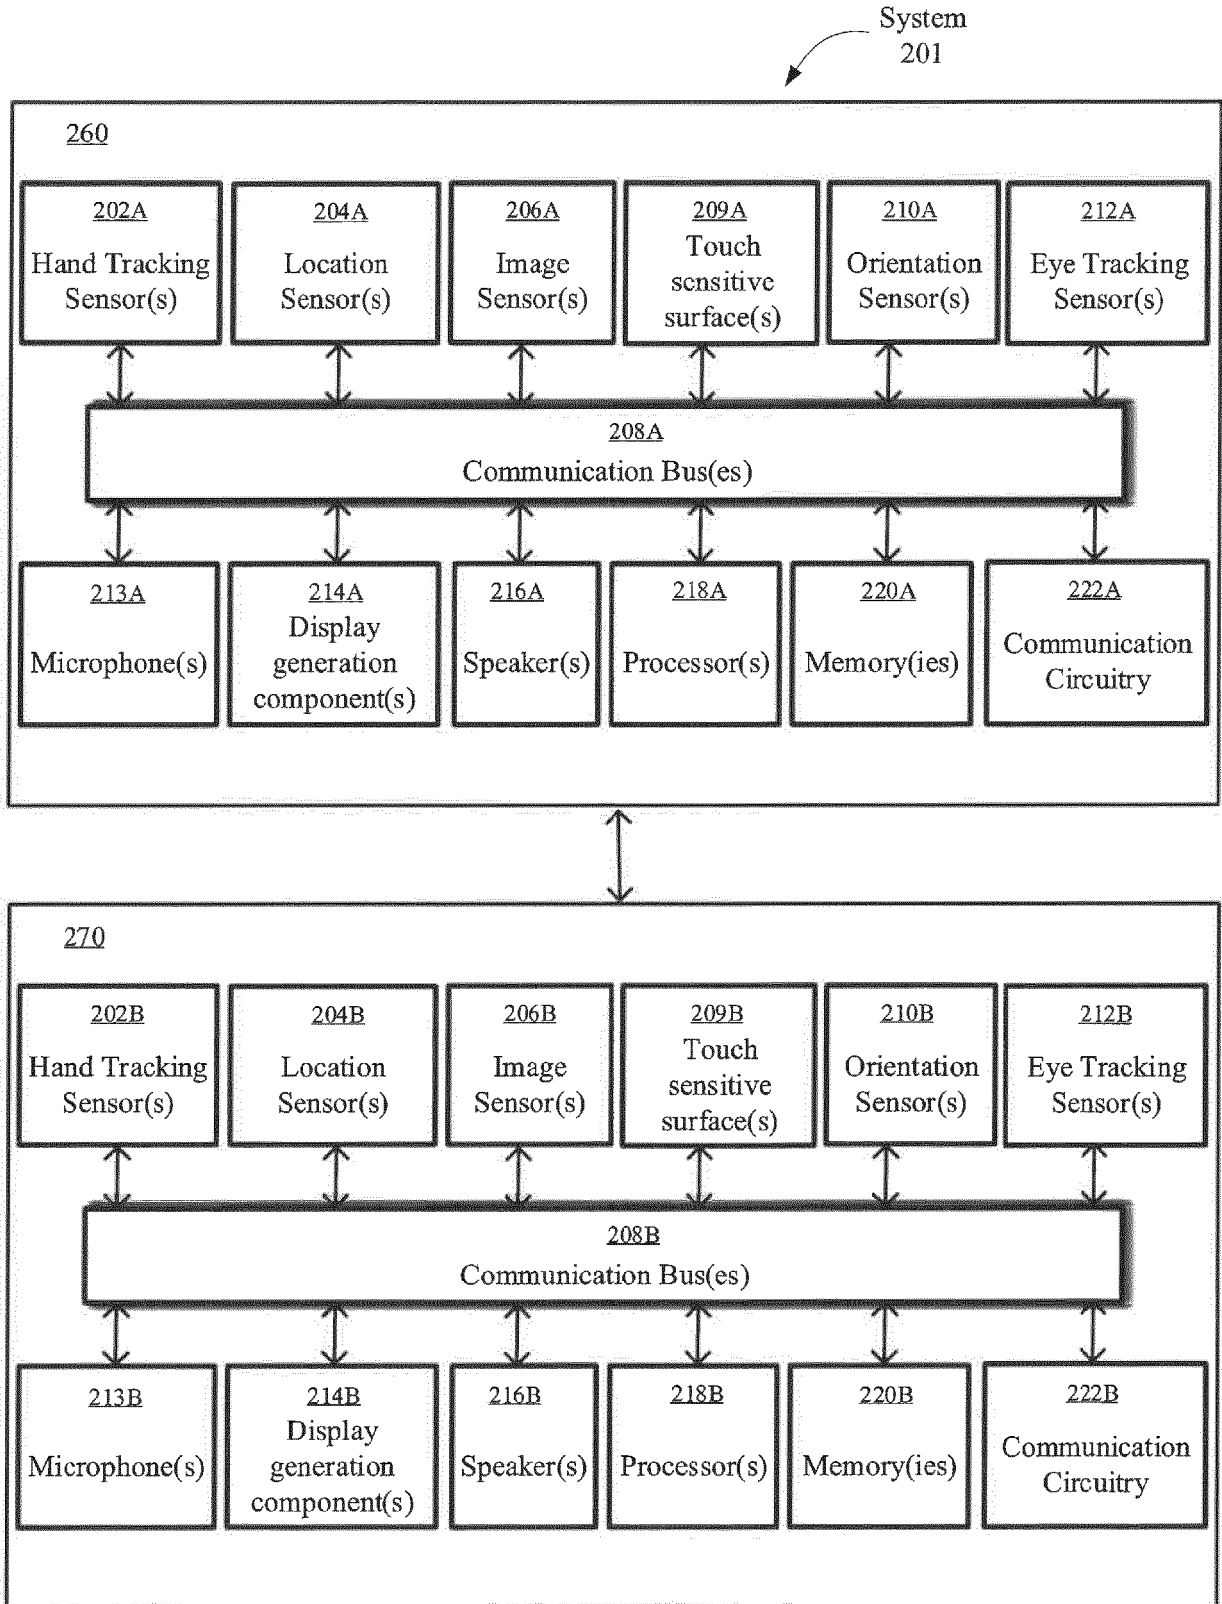 System
201
260
202A
Hand Tracking
Sensor(s)
204A
Location
Sensor(s)
206A
Image
Sensor(s)
209A
Touch
sensitive
surface(s)
210A
Orientation
Sensor(s)
212A
Eye Tracking
Sensor(s)
208A
Communication Bus(es)
213A
Microphone(s)
214A
Display
generation
component(s)
216A
Speaker(s)
218A
Processor(s)
220A
Memory(ies)
222A
Communication
Circuitry
270
202B
Hand Tracking
Sensor(s)
204B
Location
Sensor(s)
206B
Image
Sensor(s)
209B
Touch
sensitive
surface(s)
210B
Orientation
Sensor(s)
212B
Eye Tracking
Sensor(s)
208B
Communication Bus(es)
213B
Microphone(s)
214B
Display
generation
component(s)
216B
Speaker(s)
218B
Processor(s)
220B
Memory(ies)
222B
Communication
Circuitry